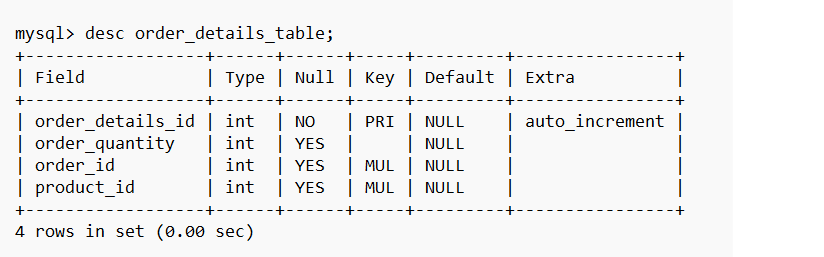 mysql> desc order_details_table;
+------------------+------+------+-----+---------+----------------+
| Field            | Type | Null | Key | Default | Extra          |
+------------------+------+------+-----+---------+----------------+
| order_details_id | int  | NO   | PRI | NULL    | auto_increment |
| order_quantity   | int  | YES  |     | NULL    |                |
| order_id         | int  | YES  | MUL | NULL    |                |
| product_id       | int  | YES  | MUL | NULL    |                |
+------------------+------+------+-----+---------+----------------+
4 rows in set (0.00 sec)